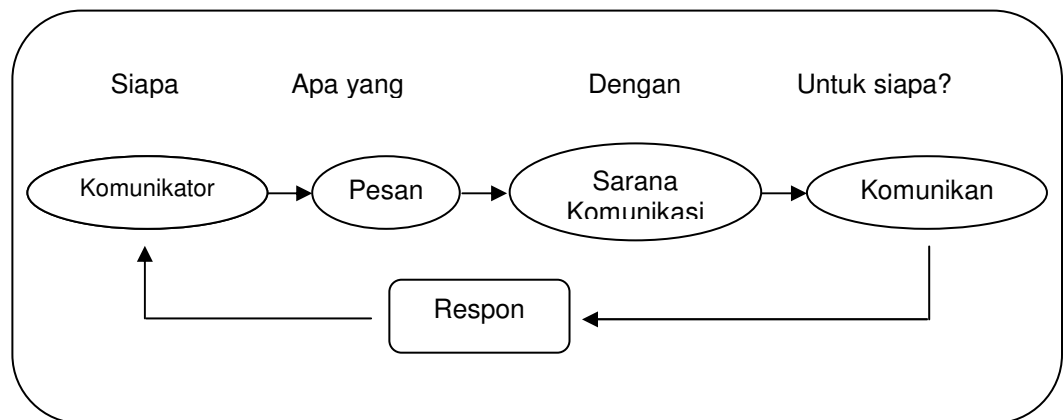 Siapa Apa yang Dengan Untuk siapa?
Komunikator Pesan Sarana Komunikan
Komunikasi
Respon